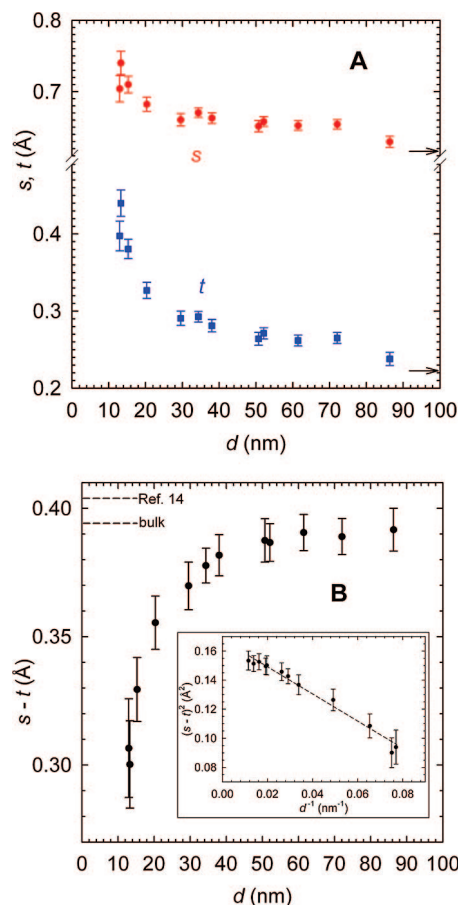 0.8
A
0.7
s
s, t (Å)
0.4
t
0.3
0.2
0 10 20 30 40 50 60 70 80 90 100
d (nm)
0.40
Ref. 14
bulk
B
s - t (Å)
0.35
0.30
0.16
0.14
(s - t)² (Å²)
0.12
0.10
0.08
0.00 0.02 0.04 0.06 0.08
d⁻¹ (nm⁻¹)
0 10 20 30 40 50 60 70 80 90 100
d (nm)